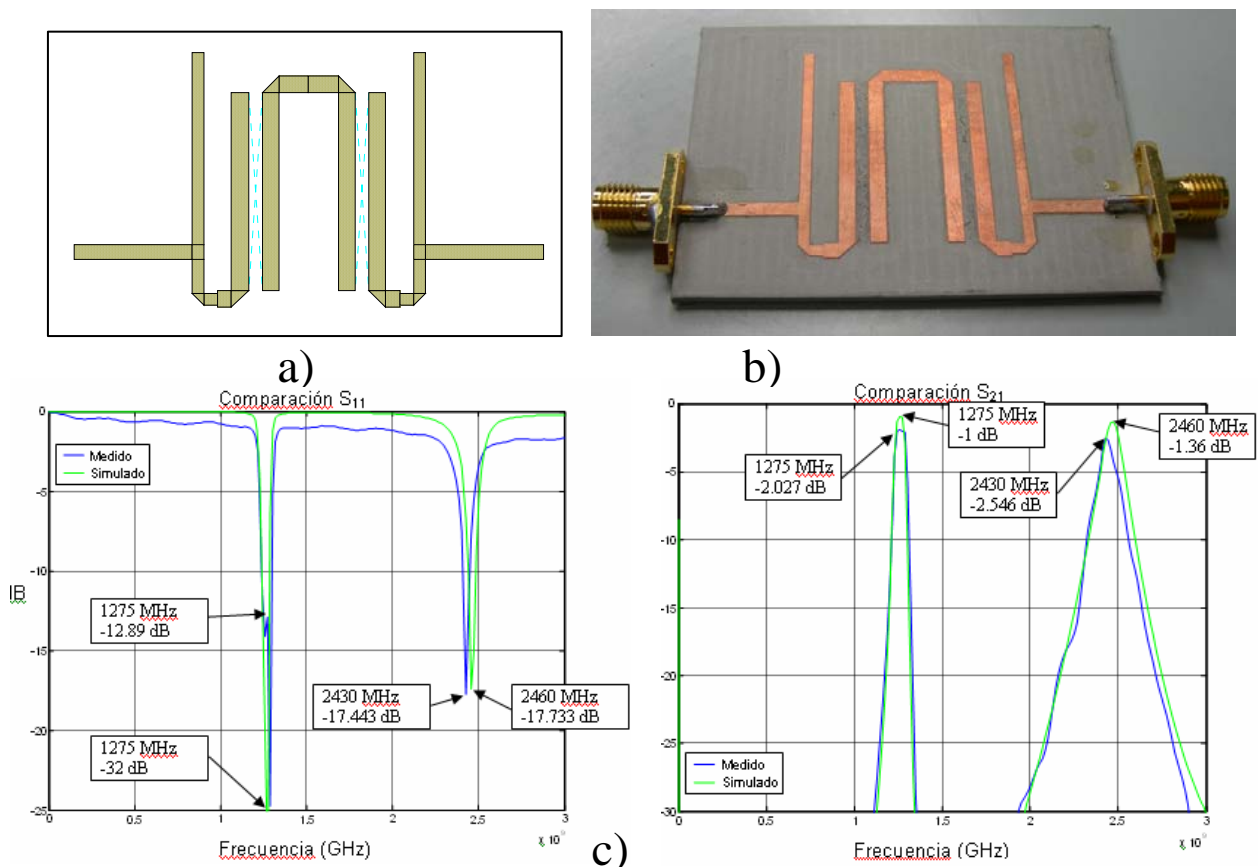 a)
b)
Comparación S11
0
-5
-10
-15
-20
-25
dB
Medido
Simulado
1275 MHz
-12.89 dB
2430 MHz
-17.443 dB
2460 MHz
-17.733 dB
1275 MHz
-32 dB
0
0.5
1
1.5
2
2.5
3
x 10⁹
Frecuencia (GHz)
Comparación S21
0
-5
-10
-15
-20
-25
-30
1275 MHz
-1 dB
1275 MHz
-2.027 dB
2460 MHz
-1.36 dB
2430 MHz
-2.546 dB
Medido
Simulado
0
0.5
1
1.5
2
2.5
3
x 10⁹
Frecuencia (GHz)
c)